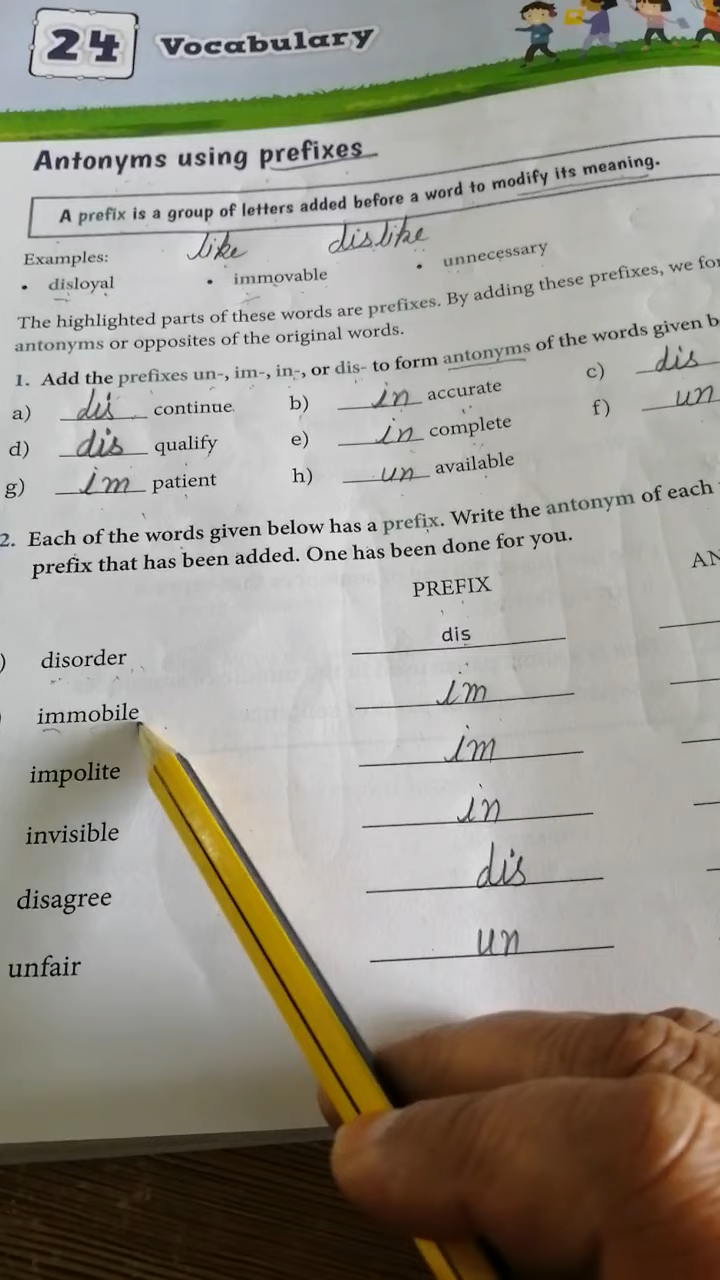 24 Vocabulary
Antonyms using prefixes
A prefix is a group of letters added before a word to modify its meaning.
like dislike
Examples:
• disloyal • immovable • unnecessary
The highlighted parts of these words are prefixes. By adding these prefixes, we
antonyms or opposites of the original words.
1. Add the prefixes un-, im-, in-, or dis- to form antonyms of the words given
a) dis continue b) in accurate c) dis
d) dis qualify e) in complete f) un
g) im patient h) un available
2. Each of the words given below has a prefix. Write the antonym of each
prefix that has been added. One has been done for you.
PREFIX
) disorder dis
immobile im
impolite im
invisible in
disagree dis
unfair un